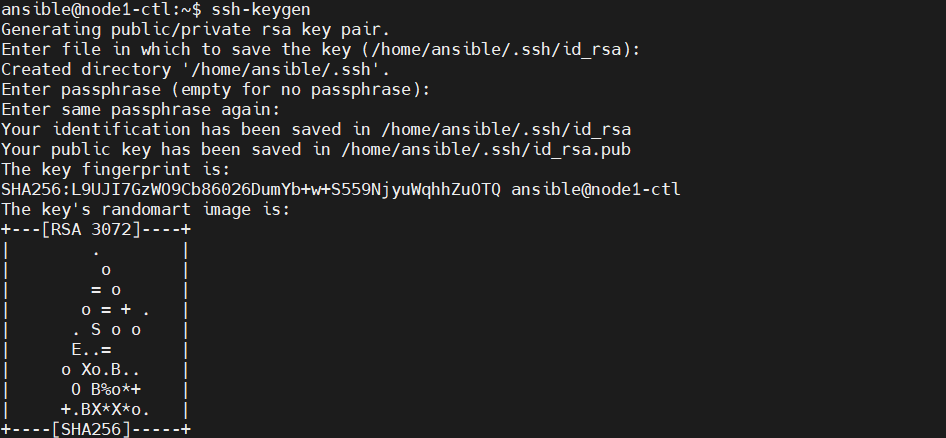 ansible@node1-ctl:~$ ssh-keygen
Generating public/private rsa key pair.
Enter file in which to save the key (/home/ansible/.ssh/id_rsa):
Created directory '/home/ansible/.ssh'.
Enter passphrase (empty for no passphrase):
Enter same passphrase again:
Your identification has been saved in /home/ansible/.ssh/id_rsa
Your public key has been saved in /home/ansible/.ssh/id_rsa.pub
The key fingerprint is:
SHA256:L9UJI7GzWO9Cb86026DumYb+w+S559NjyuWqhhZuOTQ ansible@node1-ctl
The key's randomart image is:
+---[RSA 3072]----+
|        .        |
|         o       |
|        = o      |
|       o = + .   |
|      . S o o    |
|      E..=       |
|     o Xo.B..    |
|      O B%o*+    |
|     +.BX*X*o.   |
+----[SHA256]-----+